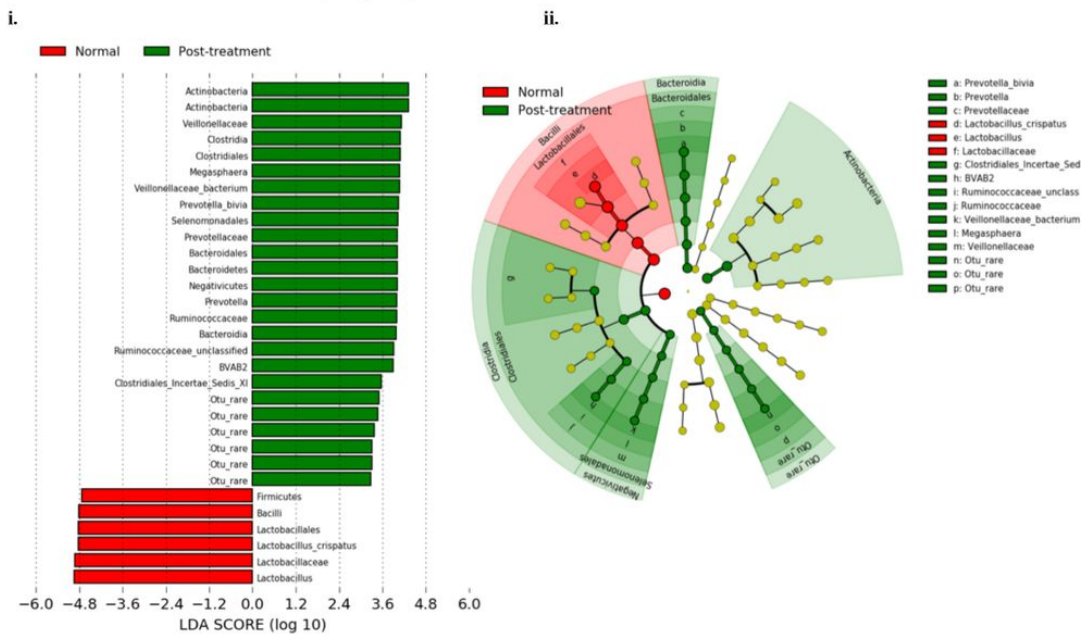 i.
Normal Post-treatment
Actinobacteria
Actinobacteria
Veillonellaceae
Clostridia
Clostridiales
Megasphaera
Veillonellaceae_bacterium
Prevotella_bivia
Selenomonadales
Prevotellaceae
Bacteroidales
Bacteroidetes
Negativicutes
Prevotella
Ruminococcaceae
Bacteroidia
Ruminococcaceae_unclassified
BVAB2
Clostridiales_Incertae_Sedis_XI
Otu_rare
Otu_rare
Otu_rare
Otu_rare
Otu_rare
Otu_rare
Firmicutes
Bacilli
Lactobacillales
Lactobacillus_crispatus
Lactobacillaceae
Lactobacillus
−6.0 −4.8 −3.6 −2.4 −1.2 0.0 1.2 2.4 3.6 4.8 6.0
LDA SCORE (log 10)
ii.
Normal
Post-treatment
Bacteroidia
Bacteroidales
c
b
a
Bacilli
Lactobacillales
f
e
d
Actinobacteria
g
Clostridiales
Clostridia
h
i
j
k
l
m
Selenomonadales
Negativicutes
n
o
p
Otu_rare
Otu_rare
a: Prevotella_bivia
b: Prevotella
c: Prevotellaceae
d: Lactobacillus_crispatus
e: Lactobacillus
f: Lactobacillaceae
g: Clostridiales_Incertae_Sed
h: BVAB2
i: Ruminococcaceae_unclass
j: Ruminococcaceae
k: Veillonellaceae_bacterium
l: Megasphaera
m: Veillonellaceae
n: Otu_rare
o: Otu_rare
p: Otu_rare